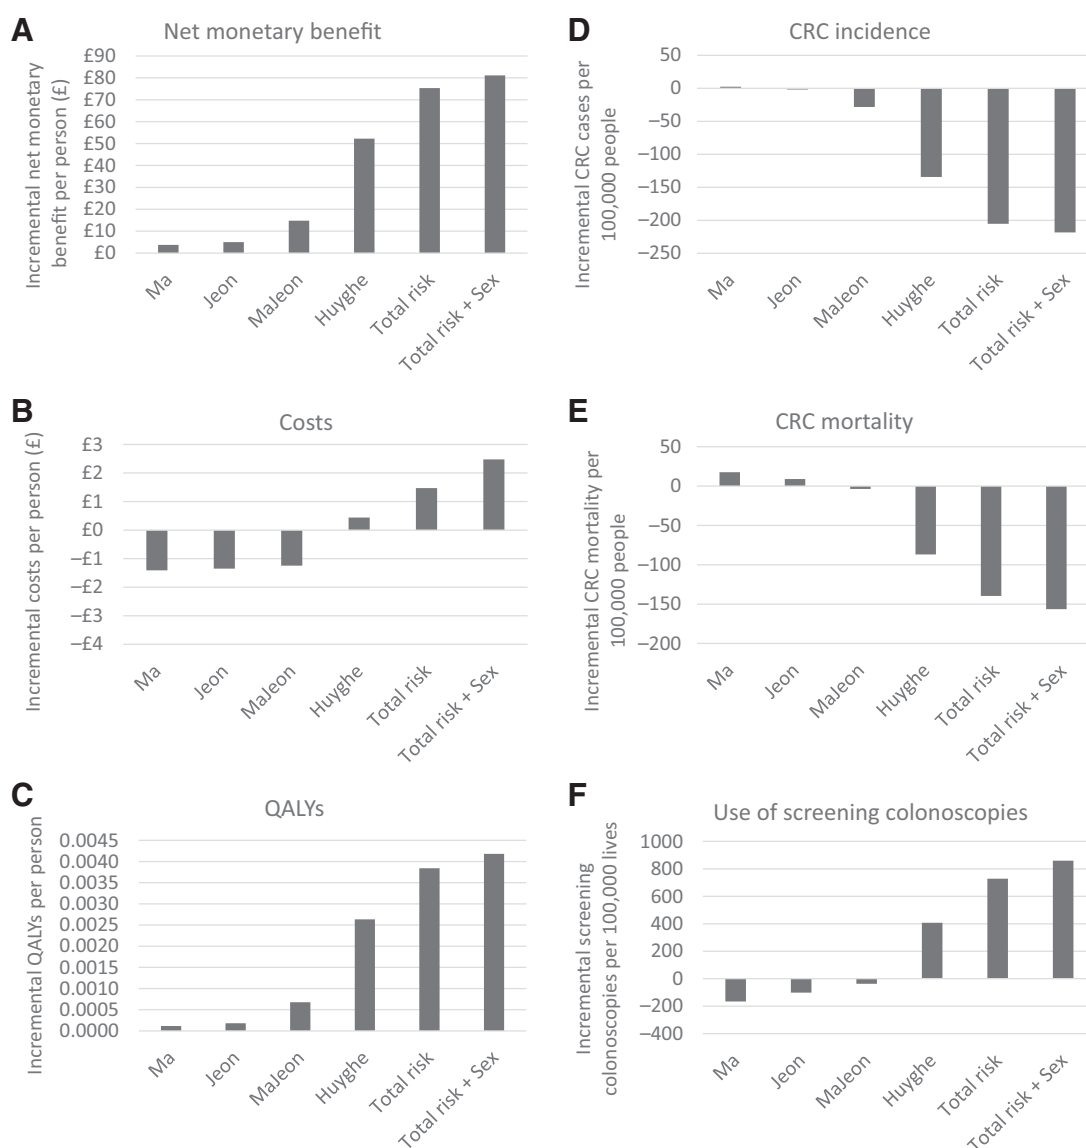 A
Net monetary benefit
Incremental net monetary
benefit per person (£)
£90
£80
£70
£60
£50
£40
£30
£20
£10
£0
Ma
Jeon
MaJeon
Huyghe
Total risk
Total risk + Sex
B
Costs
Incremental costs per person (£)
£3
£2
£1
£0
−£1
−£2
−£3
−£4
Ma
Jeon
MaJeon
Huyghe
Total risk
Total risk + Sex
C
QALYs
Incremental QALYs per person
0.0045
0.0040
0.0035
0.0030
0.0025
0.0020
0.0015
0.0010
0.0005
0.0000
Ma
Jeon
MaJeon
Huyghe
Total risk
Total risk + Sex
D
CRC incidence
Incremental CRC cases per
100,000 people
50
0
−50
−100
−150
−200
−250
Ma
Jeon
MaJeon
Huyghe
Total risk
Total risk + Sex
E
CRC mortality
Incremental CRC mortality per
100,000 people
50
0
−50
−100
−150
−200
Ma
Jeon
MaJeon
Huyghe
Total risk
Total risk + Sex
F
Use of screening colonoscopies
Incremental screening
colonoscopies per 100,000 lives
1000
800
600
400
200
0
−200
−400
Ma
Jeon
MaJeon
Huyghe
Total risk
Total risk + Sex